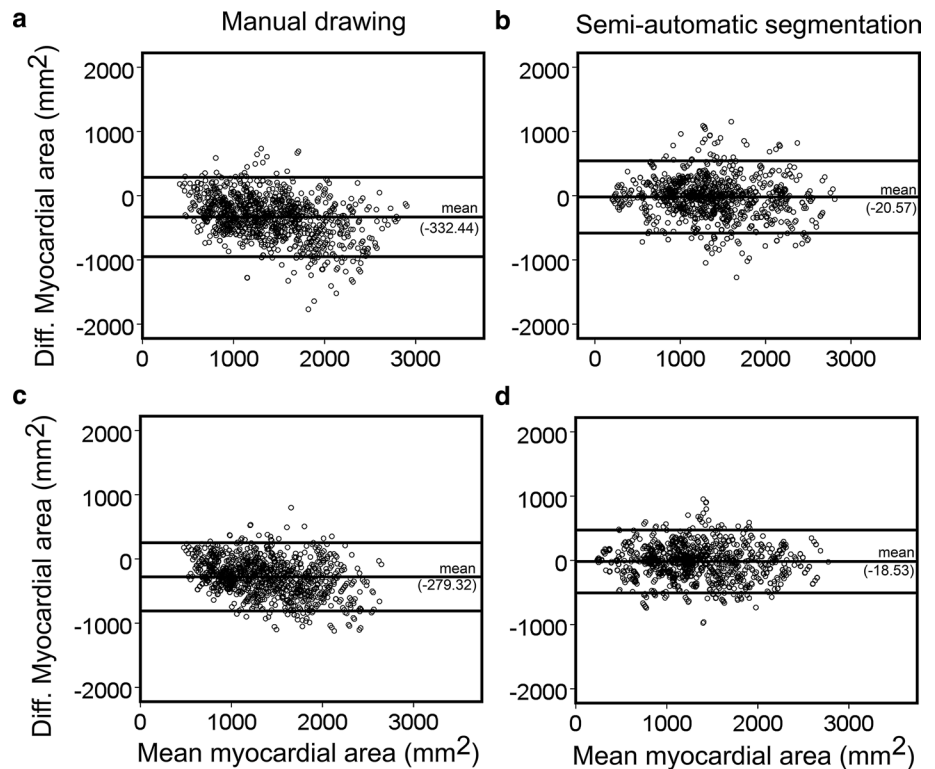 a
Manual drawing
b
Semi-automatic segmentation
Diff. Myocardial area (mm2)
2000
1000
0
-1000
-2000
mean
(-332.44)
0 1000 2000 3000
2000
1000
0
-1000
-2000
mean
(-20.57)
0 1000 2000 3000
c
d
Diff. Myocardial area (mm2)
2000
1000
0
-1000
-2000
mean
(-279.32)
0 1000 2000 3000
Mean myocardial area (mm2)
2000
1000
0
-1000
-2000
mean
(-18.53)
0 1000 2000 3000
Mean myocardial area (mm2)